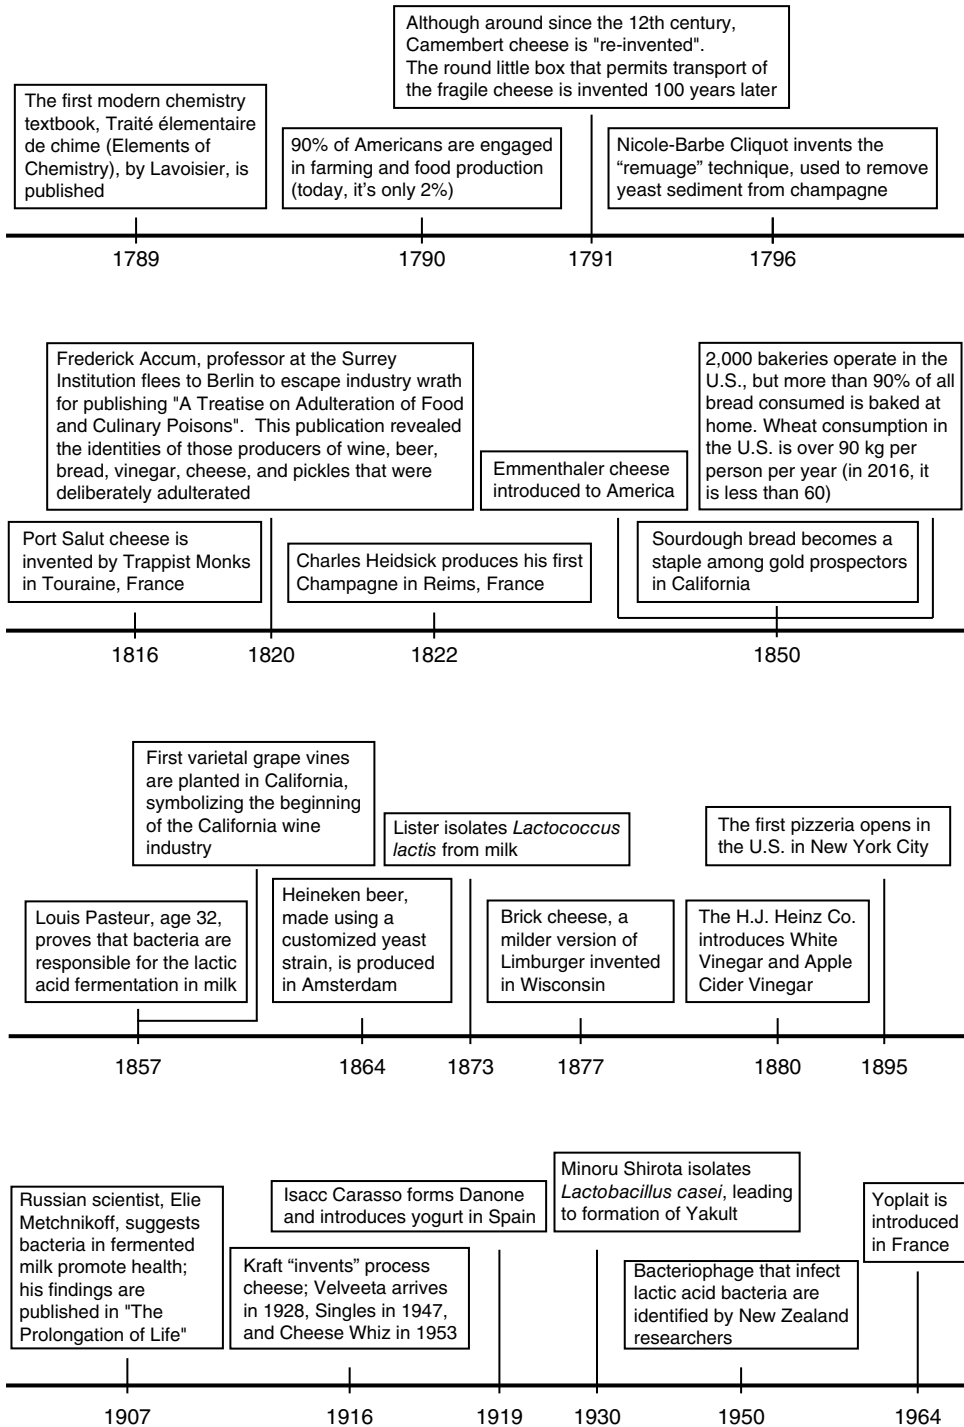 The first modern chemistry
textbook, Traité élementaire
de chime (Elements of
Chemistry), by Lavoisier, is
published
90% of Americans are engaged
in farming and food production
(today, it's only 2%)
Although around since the 12th century,
Camembert cheese is "re-invented".
The round little box that permits transport of
the fragile cheese is invented 100 years later
Nicole-Barbe Cliquot invents the
“remuage” technique, used to remove
yeast sediment from champagne
1789
1790
1791
1796
Port Salut cheese is
invented by Trappist Monks
in Touraine, France
Frederick Accum, professor at the Surrey
Institution flees to Berlin to escape industry wrath
for publishing "A Treatise on Adulteration of Food
and Culinary Poisons".  This publication revealed
the identities of those producers of wine, beer,
bread, vinegar, cheese, and pickles that were
deliberately adulterated
Charles Heidsick produces his first
Champagne in Reims, France
Emmenthaler cheese
introduced to America
Sourdough bread becomes a
staple among gold prospectors
in California
2,000 bakeries operate in the
U.S., but more than 90% of all
bread consumed is baked at
home. Wheat consumption in
the U.S. is over 90 kg per
person per year (in 2016, it
is less than 60)
1816
1820
1822
1850
Louis Pasteur, age 32,
proves that bacteria are
responsible for the lactic
acid fermentation in milk
First varietal grape vines
are planted in California,
symbolizing the beginning
of the California wine
industry
Heineken beer,
made using a
customized yeast
strain, is produced
in Amsterdam
Lister isolates Lactococcus
lactis from milk
Brick cheese, a
milder version of
Limburger invented
in Wisconsin
The H.J. Heinz Co.
introduces White
Vinegar and Apple
Cider Vinegar
The first pizzeria opens in
the U.S. in New York City
1857
1864
1873
1877
1880
1895
Russian scientist, Elie
Metchnikoff, suggests
bacteria in fermented
milk promote health;
his findings are
published in "The
Prolongation of Life"
Kraft “invents” process
cheese; Velveeta arrives
in 1928, Singles in 1947,
and Cheese Whiz in 1953
Isacc Carasso forms Danone
and introduces yogurt in Spain
Minoru Shirota isolates
Lactobacillus casei, leading
to formation of Yakult
Bacteriophage that infect
lactic acid bacteria are
identified by New Zealand
researchers
Yoplait is
introduced
in France
1907
1916
1919
1930
1950
1964